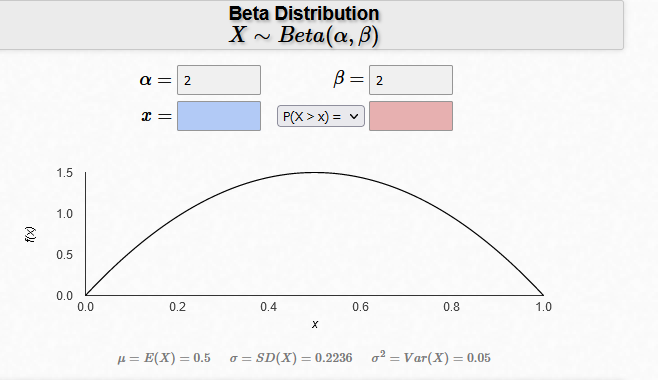 Beta Distribution
X ∼ Beta(α, β)
α = 2 β = 2
x = P(X > x) =
1.5
1.0
0.5
0.0
f(x)
0.0 0.2 0.4 0.6 0.8 1.0
x
μ = E(X) = 0.5 σ = SD(X) = 0.2236 σ² = Var(X) = 0.05